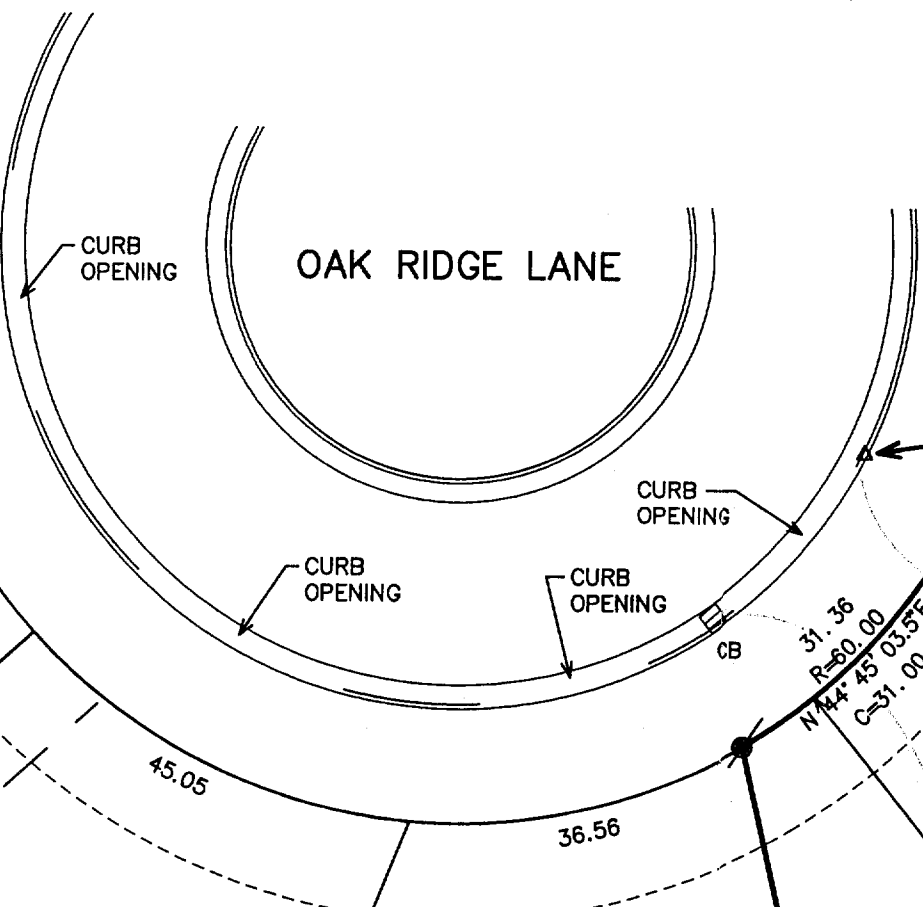 CURB
OPENING
OAK RIDGE LANE
CURB
OPENING
CURB
OPENING
CURB
OPENING
CB
31.36
R=60.00
N 44° 45' 03.5"E
C=31.00
45.05
36.56